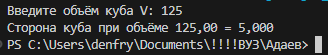 Введите объём куба V: 125
Сторона куба при объёме 125,00 = 5,000
PS C:\Users\denfry\Documents\!!!!ВУЗ\Адаев>